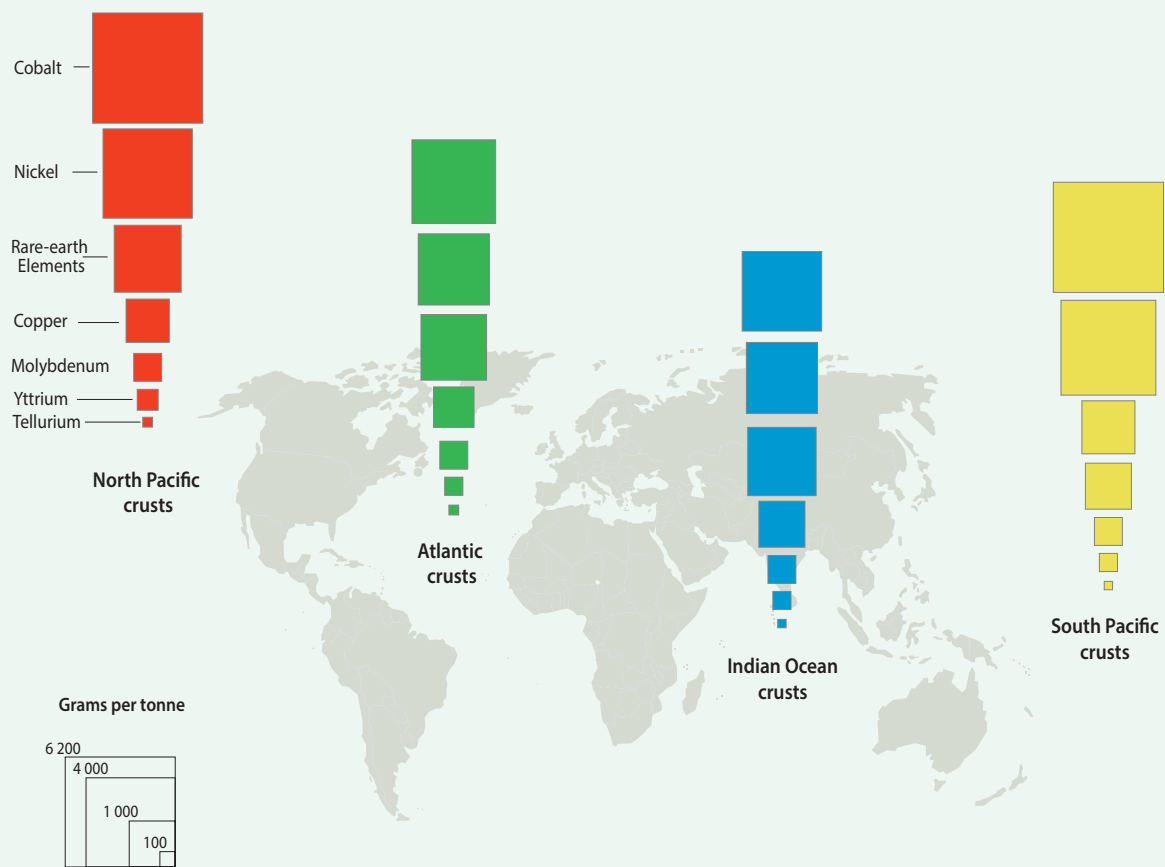 Cobalt
Nickel
Rare-earth
Elements
Copper
Molybdenum
Yttrium
Tellurium
North Pacific
crusts
Atlantic
crusts
Indian Ocean
crusts
South Pacific
crusts
Grams per tonne
6 200
4 000
1 000
100